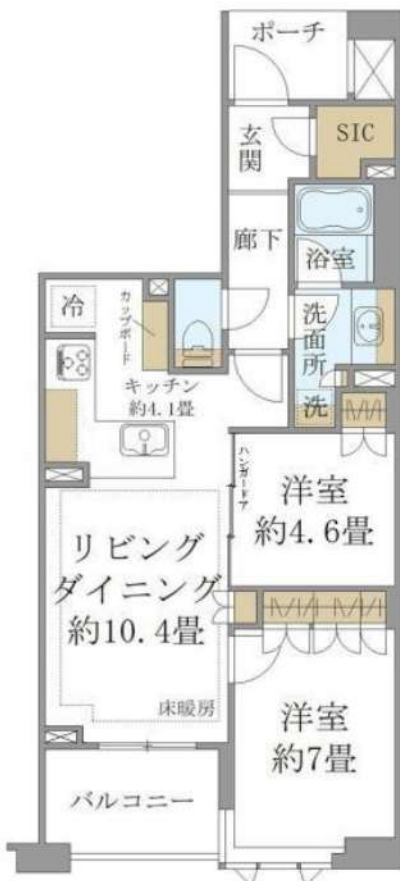 ポーチ
玄関
SIC
廊下
浴室
冷
カップボード
洗面所
キッチン
約4.1畳
洗
ハンガードア
洋室
約4.6畳
リビング
ダイニング
約10.4畳
床暖房
洋室
約7畳
バルコニー